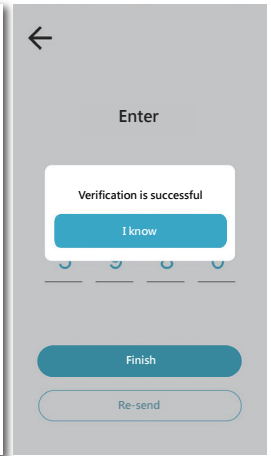 Enter
Verification is successful
I know
Finish
Re-send